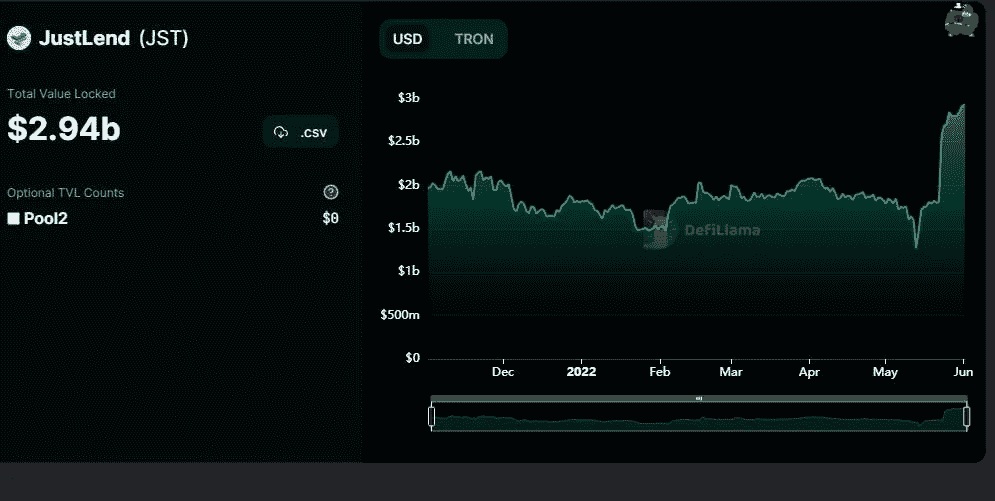 JustLend (JST)
Total Value Locked
$2.94b
.csv
Optional TVL Counts
Pool2
$0
USD TRON
$3b
$2.5b
$2b
$1.5b
$1b
$500m
$0
DefiLlama
Dec 2022 Feb Mar Apr May Jun